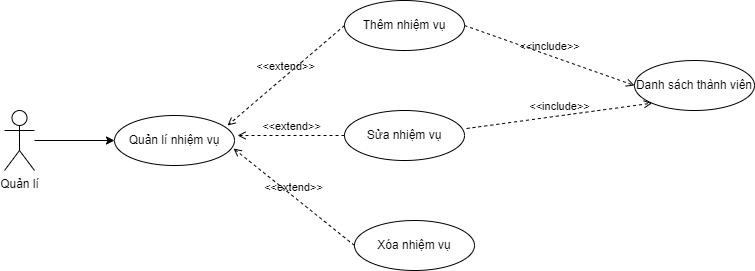 Thêm nhiệm vụ
<<include>>
<<extend>>
Danh sách thành viên
<<include>>
<<extend>>
Quản lí nhiệm vụ
Sửa nhiệm vụ
Quản lí
<<extend>>
Xóa nhiệm vụ